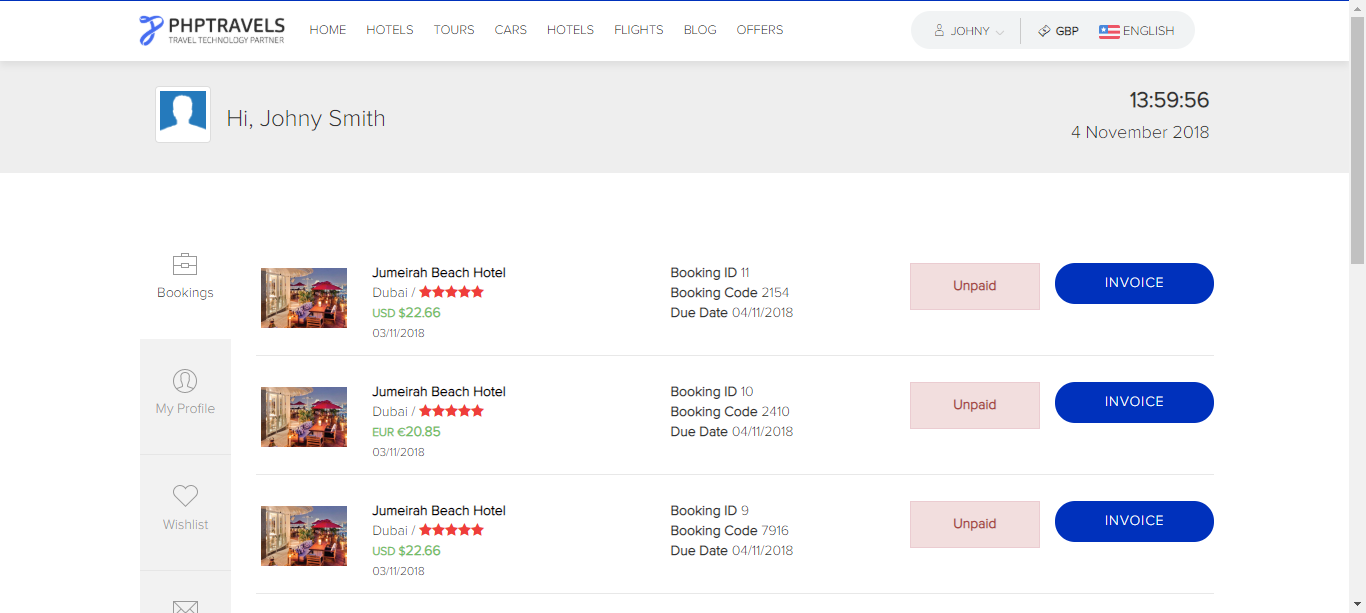 PHPTRAVELS
TRAVEL TECHNOLOGY PARTNER
HOME HOTELS TOURS CARS HOTELS FLIGHTS BLOG OFFERS
JOHNY GBP ENGLISH
Hi, Johny Smith
13:59:56
4 November 2018
Bookings
My Profile
Wishlist
Jumeirah Beach Hotel
Dubai /
USD $22.66
03/11/2018
Booking ID 11
Booking Code 2154
Due Date 04/11/2018
Unpaid
INVOICE
Jumeirah Beach Hotel
Dubai /
EUR €20.85
03/11/2018
Booking ID 10
Booking Code 2410
Due Date 04/11/2018
Unpaid
INVOICE
Jumeirah Beach Hotel
Dubai /
USD $22.66
03/11/2018
Booking ID 9
Booking Code 7916
Due Date 04/11/2018
Unpaid
INVOICE